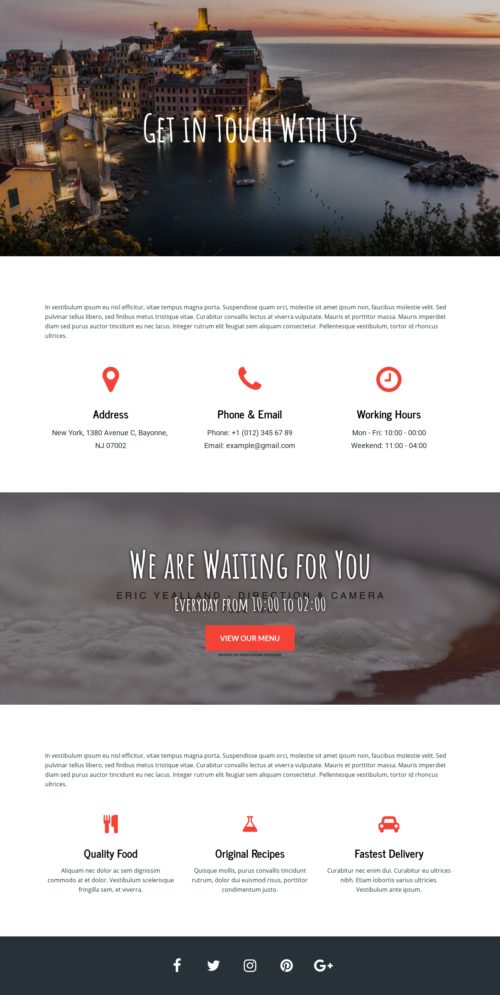 Get in Touch With Us
In vestibulum ipsum eu nisl efficitur, vitae tempus magna porta. Suspendisse quam orci, molestie sit amet ipsum non, faucibus molestie velit. Sed
pulvinar tellus libero, sed finibus metus tristique vitae. Curabitur convallis lectus at viverra vulputate. Mauris et porttitor massa. Mauris imperdiet
diam sed purus auctor tincidunt eu nec lacus. Integer rutrum elit feugiat sem aliquam consectetur. Pellentesque vestibulum, tortor id rhoncus
ultrices.
Address
New York, 1380 Avenue C, Bayonne,
NJ 07002
Phone & Email
Phone: +1 (012) 345 67 89
Email: example@gmail.com
Working Hours
Mon - Fri: 10:00 - 00:00
Weekend: 11:00 - 04:00
We are Waiting for You
ERIC YEALLAND - DIRECTION & CAMERA
Everyday from 10:00 to 02:00
VIEW OUR MENU
In vestibulum ipsum eu nisl efficitur, vitae tempus magna porta. Suspendisse quam orci, molestie sit amet ipsum non, faucibus molestie velit. Sed
pulvinar tellus libero, sed finibus metus tristique vitae. Curabitur convallis lectus at viverra vulputate. Mauris et porttitor massa. Mauris imperdiet
diam sed purus auctor tincidunt eu nec lacus. Integer rutrum elit feugiat sem aliquam consectetur. Pellentesque vestibulum, tortor id rhoncus
ultrices.
Quality Food
Aliquam nec dolor ac sem dignissim
commodo at et dolor. Vestibulum scelerisque
fringilla sem, et viverra.
Original Recipes
Quisque mollis, purus convallis tincidunt
rutrum, dolor dui euismod risus, porttitor
condimentum justo.
Fastest Delivery
Curabitur nec enim dui. Curabitur eu ultrices
nibh. Etiam lobortis varius ultricies.
Vestibulum ante ipsum.